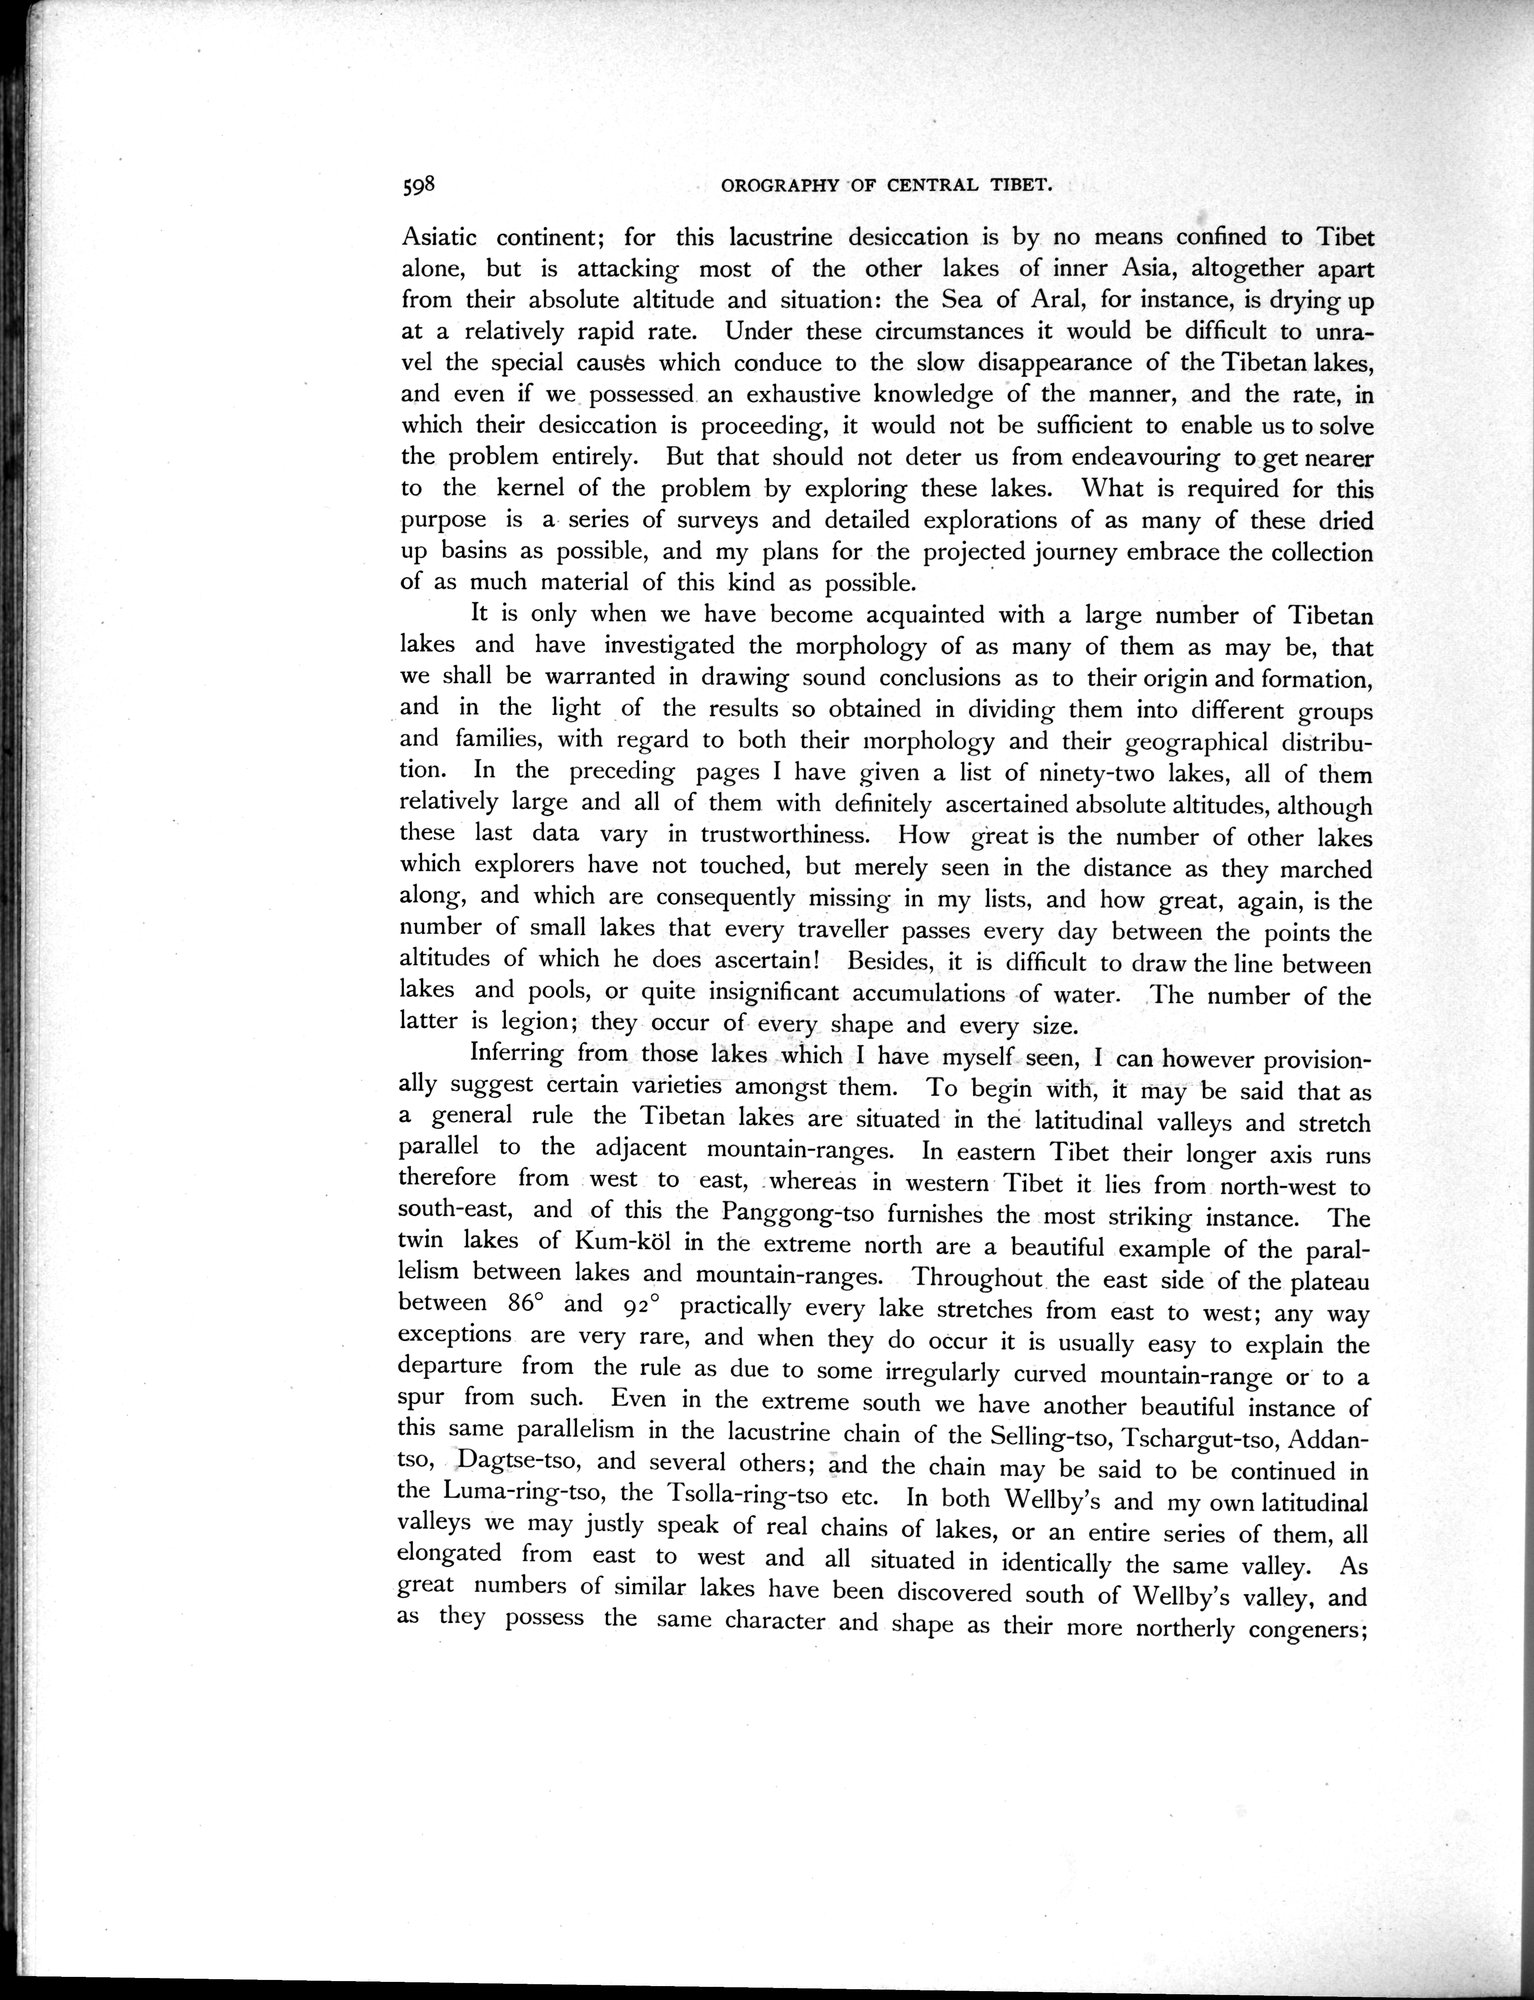 598 OROGRAPHY OF CENTRAL TIBET.
Asiatic continent; for this lacustrine desiccation is by no means confined to Tibet
alone, but is attacking most of the other lakes of inner Asia, altogether apart
from their absolute altitude and situation: the Sea of Aral, for instance, is drying up
at a relatively rapid rate. Under these circumstances it would be difficult to unra-
vel the special causes which conduce to the slow disappearance of the Tibetan lakes,
and even if we possessed an exhaustive knowledge of the manner, and the rate, in
which their desiccation is proceeding, it would not be sufficient to enable us to solve
the problem entirely. But that should not deter us from endeavouring to get nearer
to the kernel of the problem by exploring these lakes. What is required for this
purpose is a series of surveys and detailed explorations of as many of these dried
up basins as possible, and my plans for the projected journey embrace the collection
of as much material of this kind as possible.
It is only when we have become acquainted with a large number of Tibetan
lakes and have investigated the morphology of as many of them as may be, that
we shall be warranted in drawing sound conclusions as to their origin and formation,
and in the light of the results so obtained in dividing them into different groups
and families, with regard to both their morphology and their geographical distribu-
tion. In the preceding pages I have given a list of ninety-two lakes, all of them
relatively large and all of them with definitely ascertained absolute altitudes, although
these last data vary in trustworthiness. How great is the number of other lakes
which explorers have not touched, but merely seen in the distance as they marched
along, and which are consequently missing in my lists, and how great, again, is the
number of small lakes that every traveller passes every day between the points the
altitudes of which he does ascertain! Besides, it is difficult to draw the line between
lakes and pools, or quite insignificant accumulations of water. The number of the
latter is legion; they occur of every shape and every size.
Inferring from those lakes which I have myself seen, I can however provision-
ally suggest certain varieties amongst them. To begin with, it may be said that as
a general rule the Tibetan lakes are situated in the latitudinal valleys and stretch
parallel to the adjacent mountain-ranges. In eastern Tibet their longer axis runs
therefore from west to east, whereas in western Tibet it lies from north-west to
south-east, and of this the Panggong-tso furnishes the most striking instance. The
twin lakes of Kum-köl in the extreme north are a beautiful example of the paral-
lelism between lakes and mountain-ranges. Throughout the east side of the plateau
between 86° and 92° practically every lake stretches from east to west; any way
exceptions are very rare, and when they do occur it is usually easy to explain the
departure from the rule as due to some irregularly curved mountain-range or to a
spur from such. Even in the extreme south we have another beautiful instance of
this same parallelism in the lacustrine chain of the Selling-tso, Tschargut-tso, Addan-
tso, Dagtse-tso, and several others; and the chain may be said to be continued in
the Luma-ring-tso, the Tsolla-ring-tso etc. In both Wellby's and my own latitudinal
valleys we may justly speak of real chains of lakes, or an entire series of them, all
elongated from east to west and all situated in identically the same valley. As
great numbers of similar lakes have been discovered south of Wellby's valley, and
as they possess the same character and shape as their more northerly congeners;